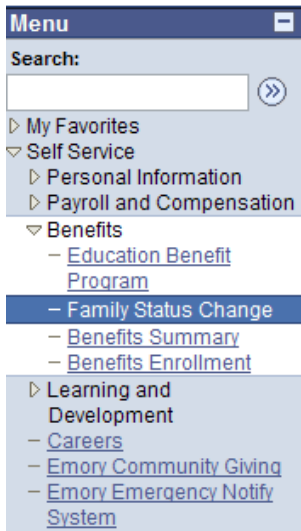 Menu
Search:
My Favorites
Self Service
Personal Information
Payroll and Compensation
Benefits
– Education Benefit
Program
– Family Status Change
– Benefits Summary
– Benefits Enrollment
Learning and
Development
– Careers
– Emory Community Giving
– Emory Emergency Notify
System